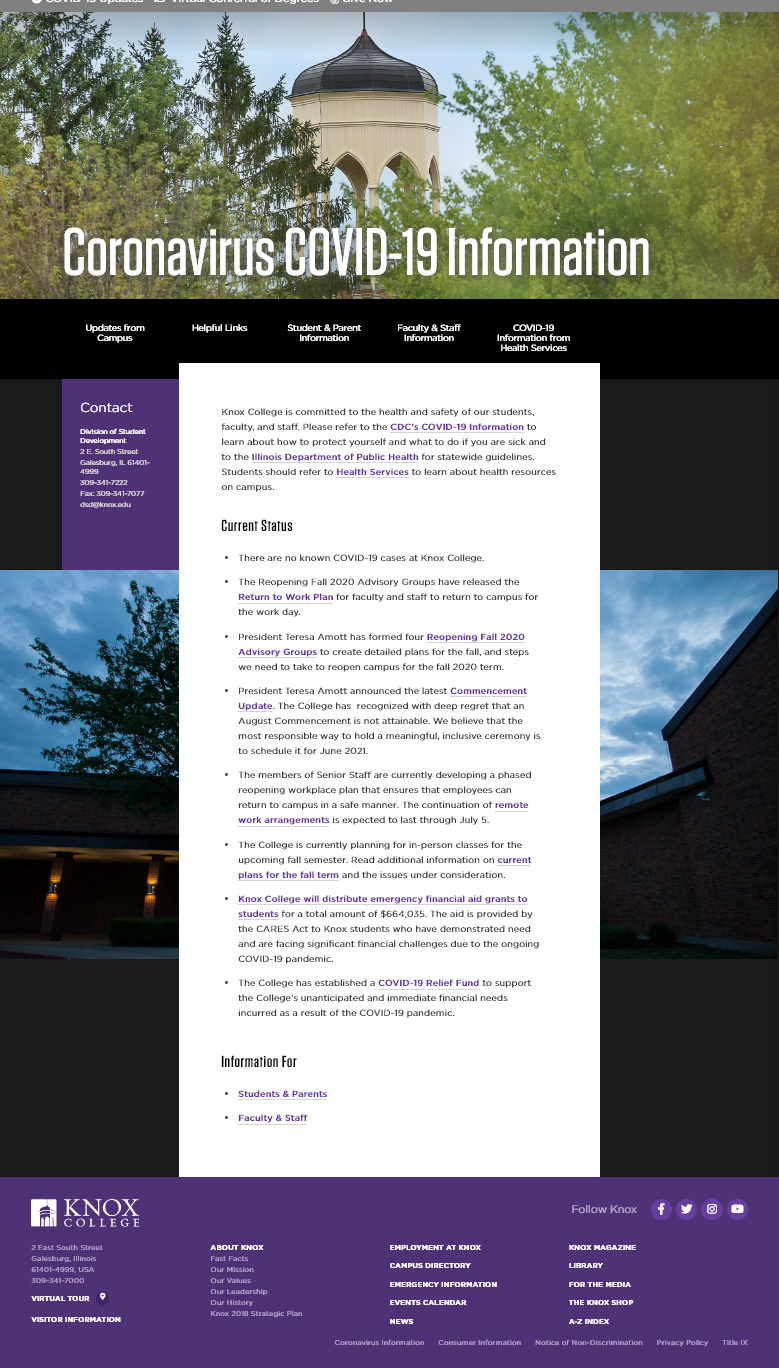 COVID-19 Updates Virtual Conferral of Degrees Give Now
Coronavirus COVID-19 Information
Updates from
Campus
Helpful Links
Student & Parent
Information
Faculty & Staff
Information
COVID-19
Information from
Health Services
Contact
Division of Student
Development
2 E. South Street
Galesburg, IL 61401-
4999
309-341-7222
Fax: 309-341-7077
dsd@knox.edu
Knox College is committed to the health and safety of our students,
faculty, and staff. Please refer to the CDC's COVID-19 Information to
learn about how to protect yourself and what to do if you are sick and
to the Illinois Department of Public Health for statewide guidelines.
Students should refer to Health Services to learn about health resources
on campus.
Current Status
• There are no known COVID-19 cases at Knox College.
• The Reopening Fall 2020 Advisory Groups have released the
Return to Work Plan for faculty and staff to return to campus for
the work day.
• President Teresa Amott has formed four Reopening Fall 2020
Advisory Groups to create detailed plans for the fall, and steps
we need to take to reopen campus for the fall 2020 term.
• President Teresa Amott announced the latest Commencement
Update. The College has recognized with deep regret that an
August Commencement is not attainable. We believe that the
most responsible way to hold a meaningful, inclusive ceremony is
to schedule it for June 2021.
• The members of Senior Staff are currently developing a phased
reopening workplace plan that ensures that employees can
return to campus in a safe manner. The continuation of remote
work arrangements is expected to last through July 5.
• The College is currently planning for in-person classes for the
upcoming fall semester. Read additional information on current
plans for the fall term and the issues under consideration.
• Knox College will distribute emergency financial aid grants to
students for a total amount of $664,035. The aid is provided by
the CARES Act to Knox students who have demonstrated need
and are facing significant financial challenges due to the ongoing
COVID-19 pandemic.
• The College has established a COVID-19 Relief Fund to support
the College's unanticipated and immediate financial needs
incurred as a result of the COVID-19 pandemic.
Information For
• Students & Parents
• Faculty & Staff
KNOX
COLLEGE
Follow Knox
2 East South Street
Galesburg, Illinois
61401-4999, USA
309-341-7000
VIRTUAL TOUR
VISITOR INFORMATION
ABOUT KNOX
Fast Facts
Our Mission
Our Values
Our Leadership
Our History
Knox 2018 Strategic Plan
EMPLOYMENT AT KNOX
CAMPUS DIRECTORY
EMERGENCY INFORMATION
EVENTS CALENDAR
NEWS
KNOX MAGAZINE
LIBRARY
FOR THE MEDIA
THE KNOX SHOP
A-Z INDEX
Coronavirus Information Consumer Information Notice of Non-Discrimination Privacy Policy Title IX